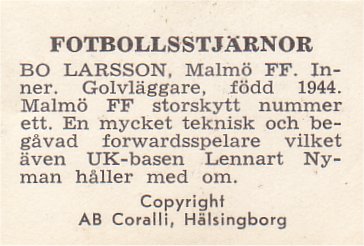 FOTBOLLSSTJÄRNOR
BO LARSSON, Malmö FF. In-
ner. Golvläggare, född 1944.
Malmö FF storskytt nummer
ett. En mycket teknisk och be-
gåvad forwardsspelare vilket
även UK-basen Lennart Ny-
man håller med om.
Copyright
AB Coralli, Hälsingborg